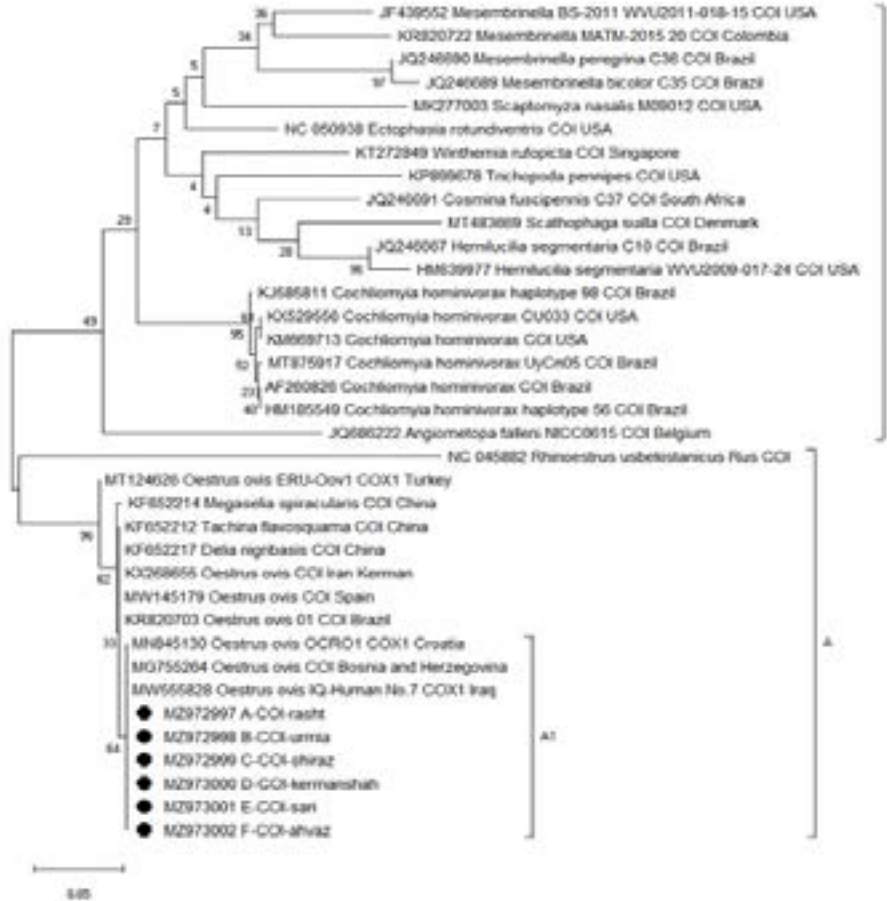 36
JF439552 Mesembrinella BS-2011 WVU2011-018-15 COI USA
KR820722 Mesembrinella MATM-2015 20 COI Colombia
34
JQ246690 Mesembrinella peregrina C36 COI Brazil
97
JQ246689 Mesembrinella bicolor C35 COI Brazil
5
MK277003 Scaptomyza nasalis M09012 COI USA
5
NC 050938 Ectophasia rotundiventris COI USA
7
KT272849 Winthemia rufopicta COI Singapore
4
KP899678 Trichopoda pennipes COI USA
4
JQ246691 Cosmina fuscipennis C37 COI South Africa
29
13
MT483669 Scathophaga suilla COI Denmark
28
JQ246667 Hemilucilia segmentaria C10 COI Brazil
96
HM639977 Hemilucilia segmentaria WVU2009-017-24 COI USA
KJ585811 Cochliomyia hominivorax haplotype 98 COI Brazil
KX529556 Cochliomyia hominivorax CU033 COI USA
95
KM669713 Cochliomyia hominivorax COI USA
49
62
MT875917 Cochliomyia hominivorax UyCn05 COI Brazil
23
AF260826 Cochliomyia hominivorax COI Brazil
40
HM185549 Cochliomyia hominivorax haplotype 56 COI Brazil
JQ686222 Angiometopa falleni NICC0615 COI Belgium
NC 045882 Rhinoestrus usbekistanicus Rus COI
MT124626 Oestrus ovis ERU-Oov1 COX1 Turkey
KF652214 Megaselia spiracularis COI China
96
KF652212 Tachina flavosquama COI China
KF652217 Delia nigribasis COI China
62
KX268655 Oestrus ovis COI Iran Kerman
MW145179 Oestrus ovis COI Spain
KR820703 Oestrus ovis 01 COI Brazil
33
MN845130 Oestrus ovis OCRO1 COX1 Croatia
A
MG755264 Oestrus ovis COI Bosnia and Herzegovina
MW555828 Oestrus ovis IQ-Human No.7 COX1 Iraq
MZ972997 A-COI-rasht
MZ972998 B-COI-urmia
A1
64
MZ972999 C-COI-shiraz
MZ973000 D-COI-kermanshah
MZ973001 E-COI-sari
MZ973002 F-COI-ahvaz
0.05